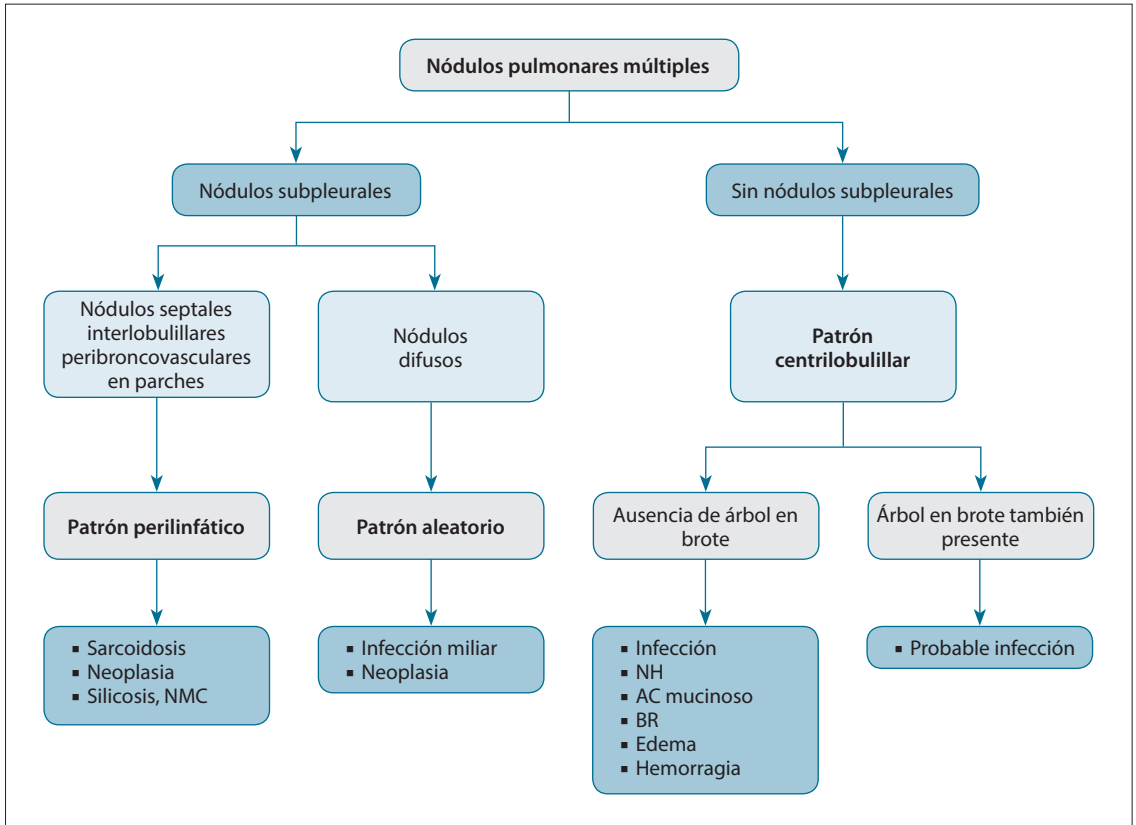 Nódulos pulmonares múltiples
Nódulos subpleurales
Sin nódulos subpleurales
Nódulos septales
interlobulillares
peribroncovasculares
en parches
Nódulos
difusos
Patrón
centrilobulillar
Patrón perilinfático
Patrón aleatorio
Ausencia de árbol en
brote
Árbol en brote también
presente
▪ Sarcoidosis
▪ Neoplasia
▪ Silicosis, NMC
▪ Infección miliar
▪ Neoplasia
▪ Infección
▪ NH
▪ AC mucinoso
▪ BR
▪ Edema
▪ Hemorragia
▪ Probable infección